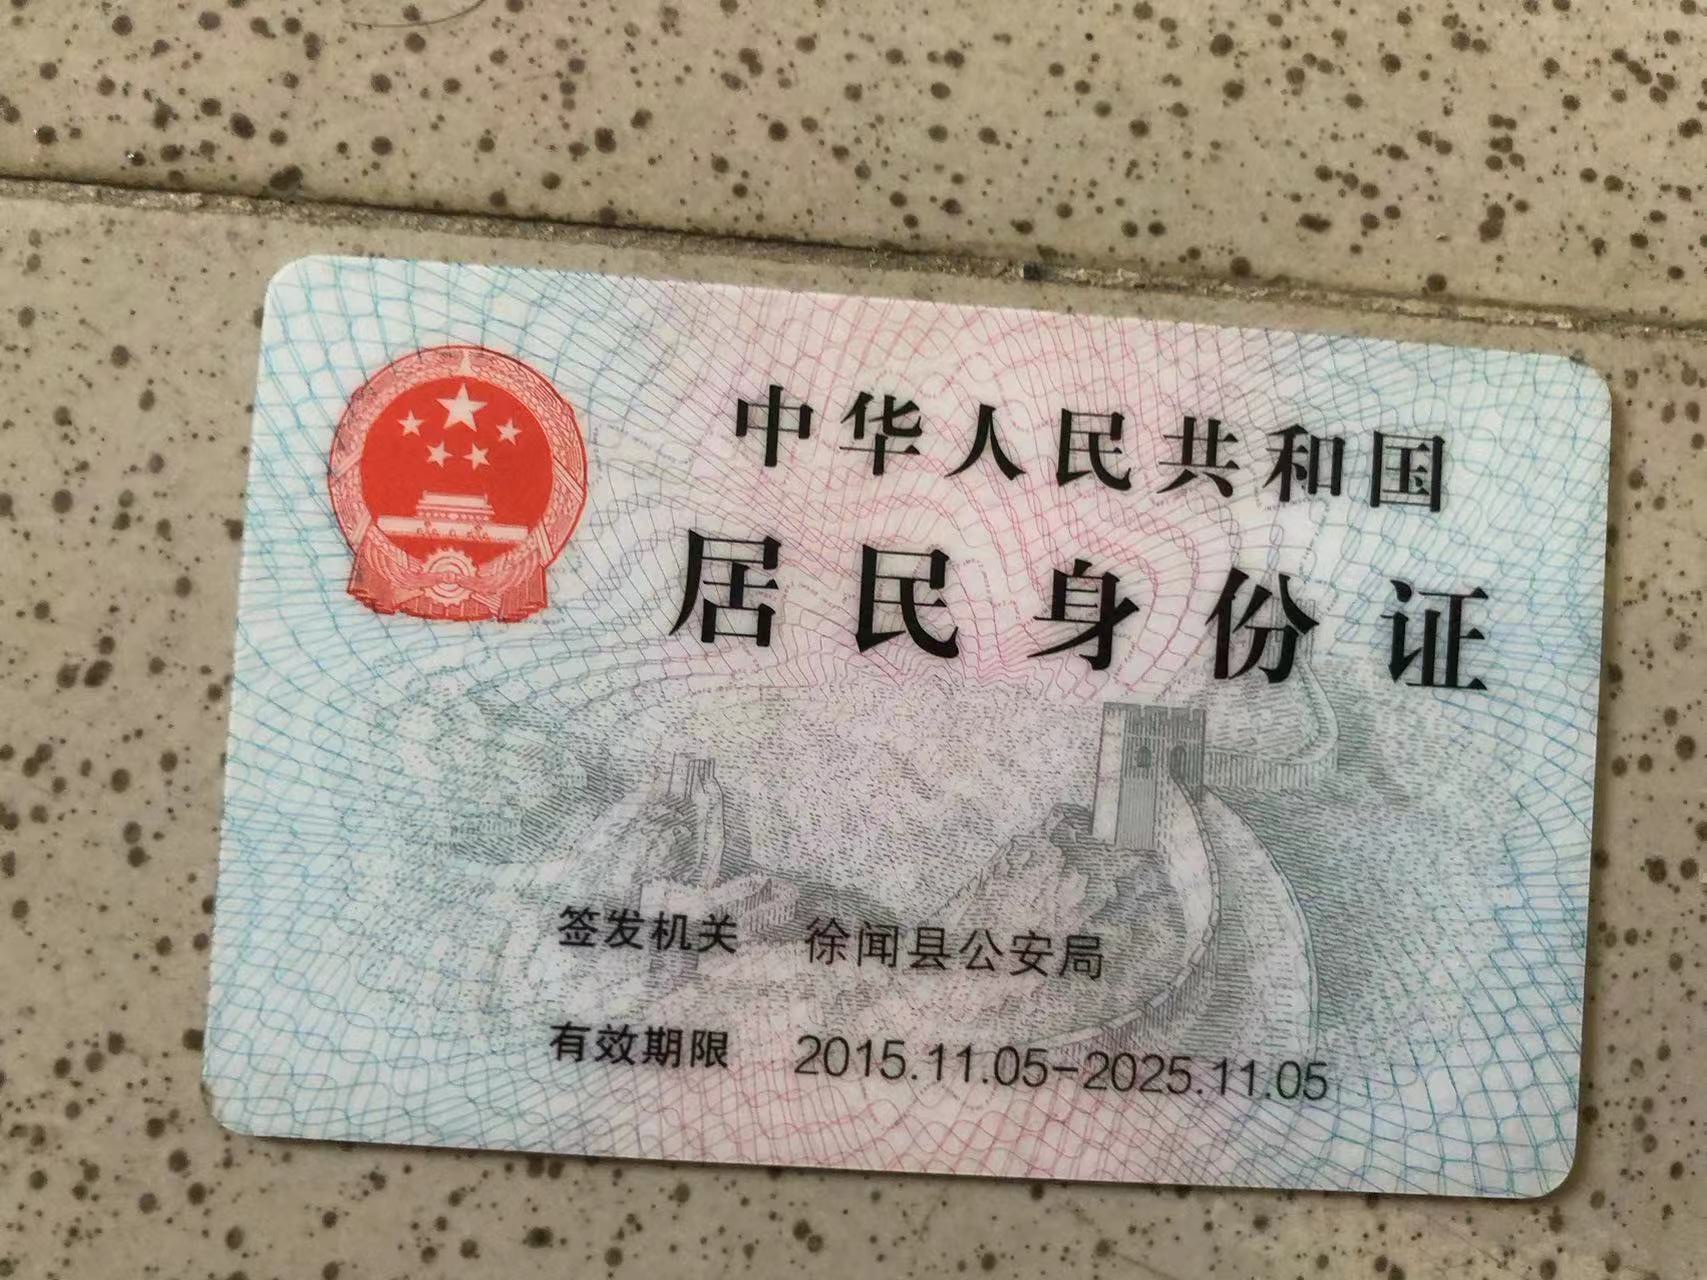 中华人民共和国
居民身份证
签发机关 徐闻县公安局
有效期限 2015.11.05-2025.11.05